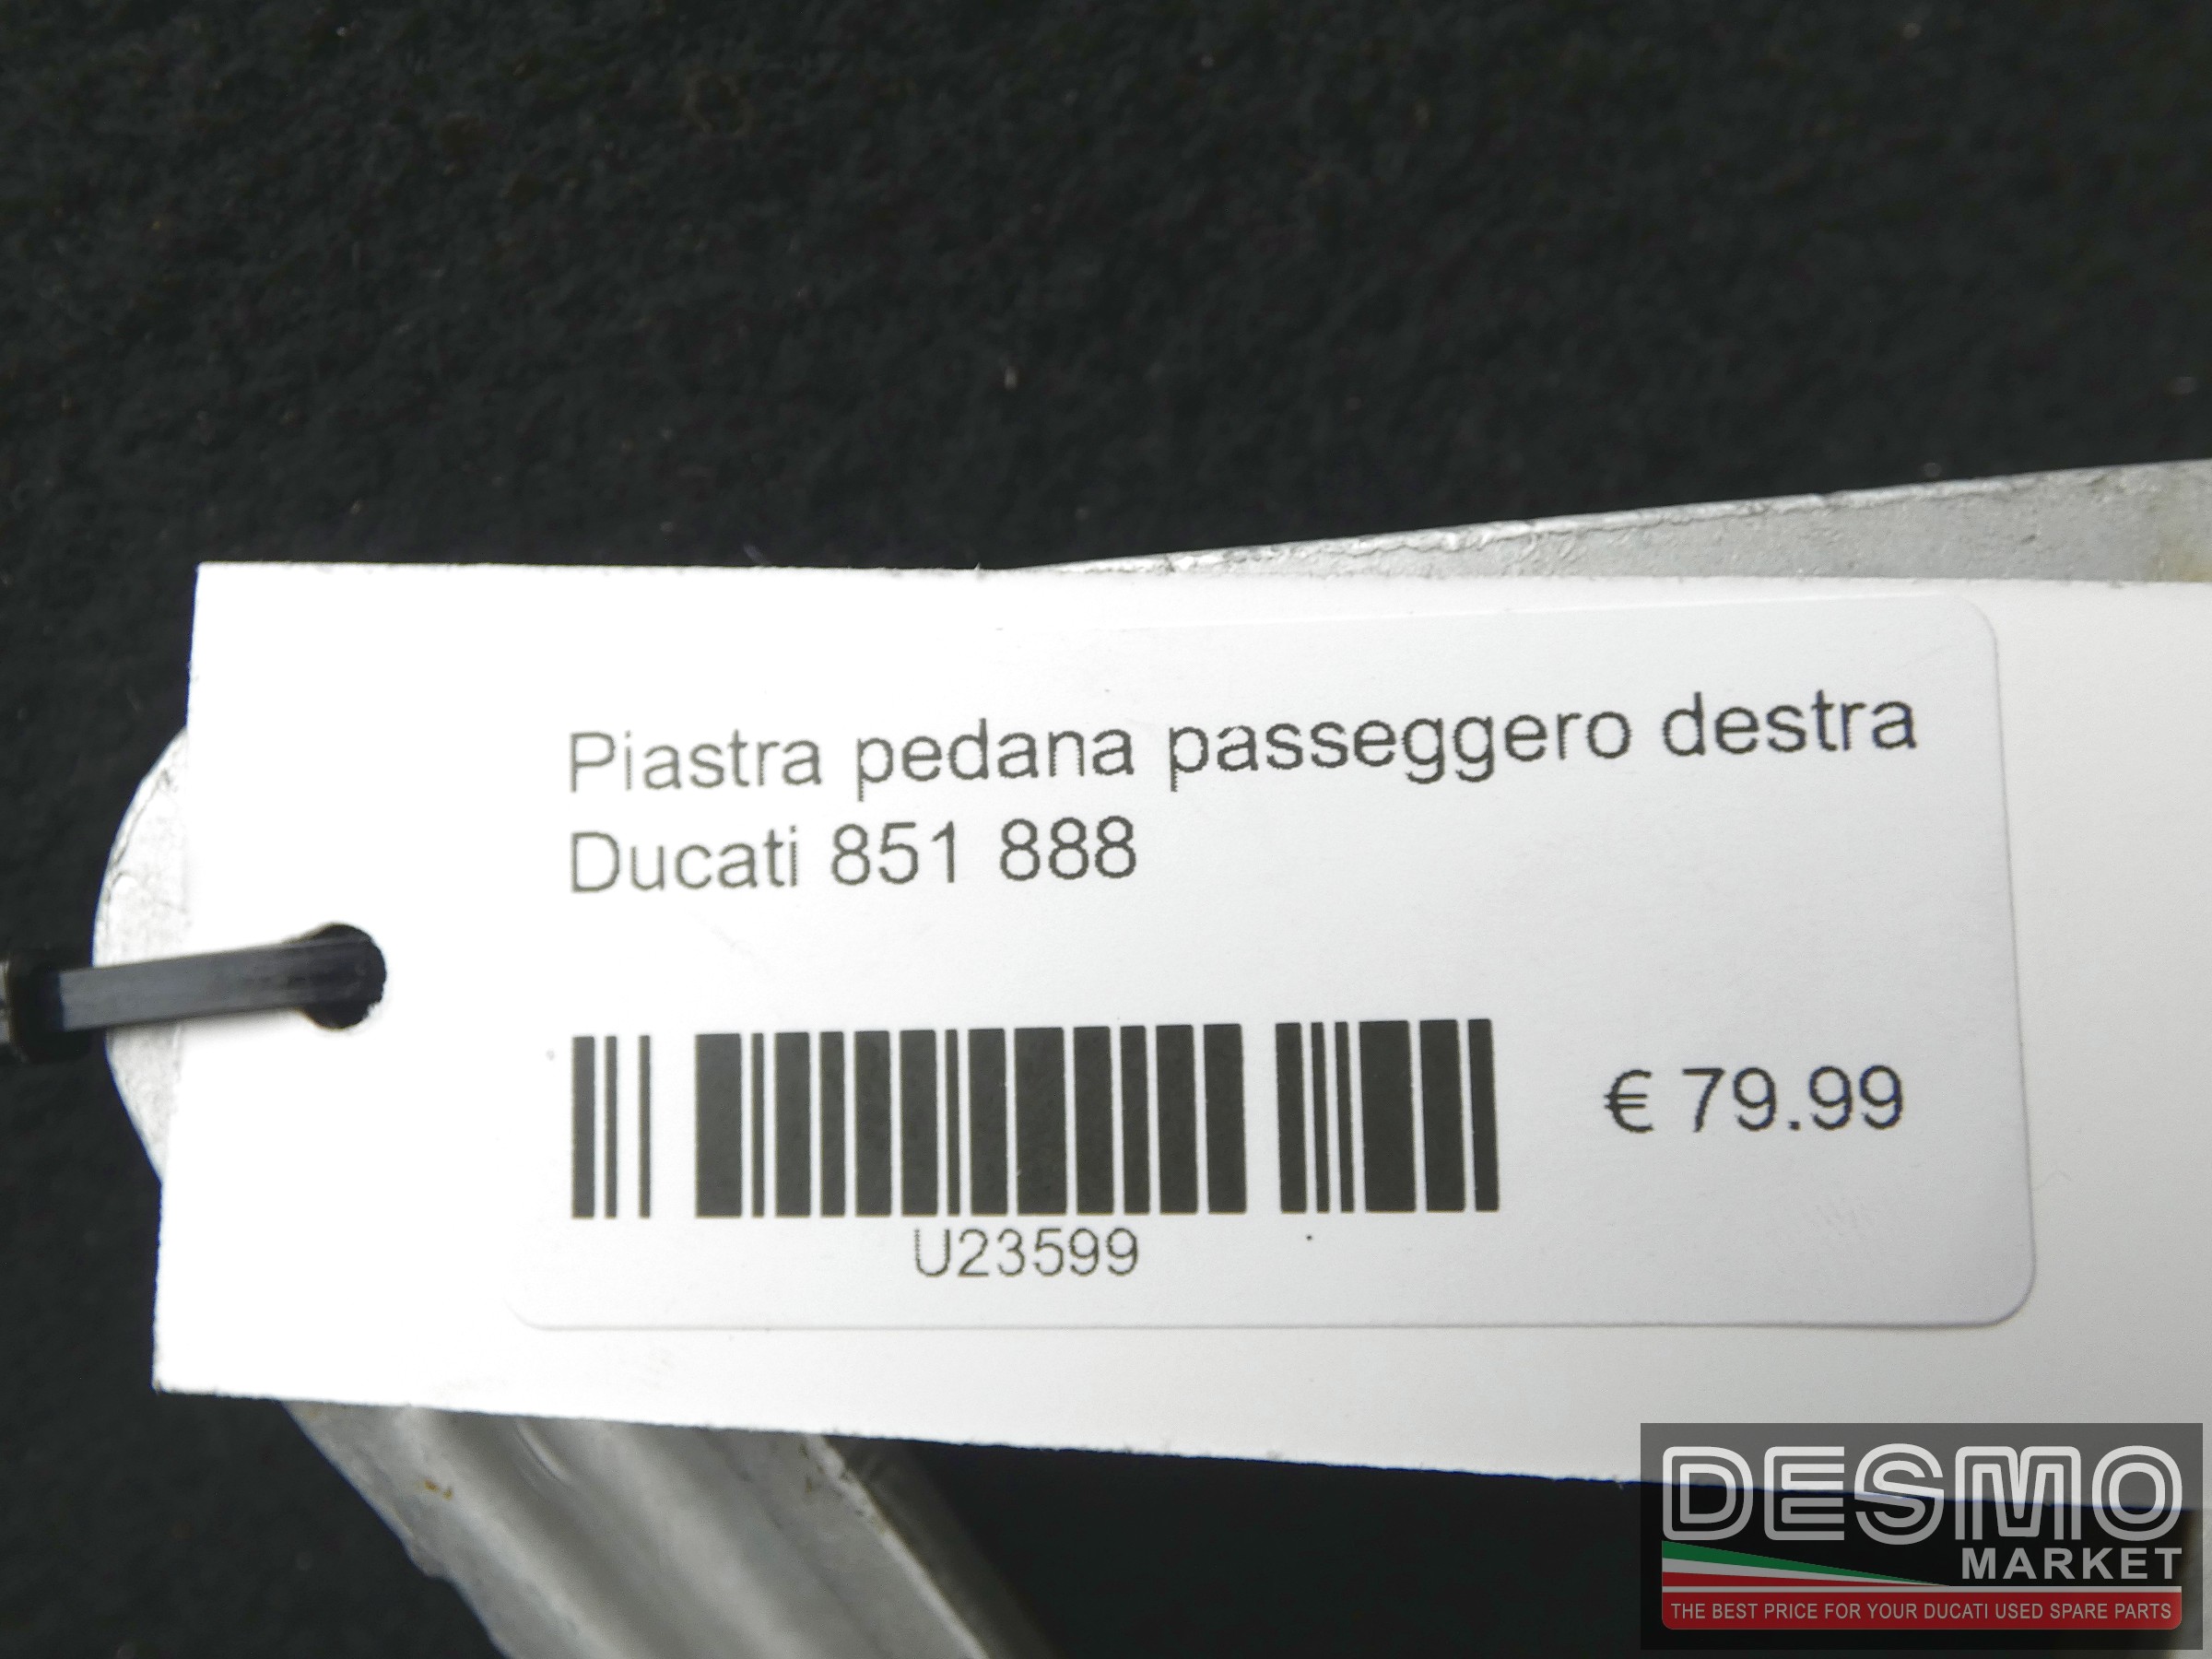 Piastra pedana passeggero destra
Ducati 851 888
€ 79.99
U23599
DESMO
MARKET
THE BEST PRICE FOR YOUR DUCATI USED SPARE PARTS